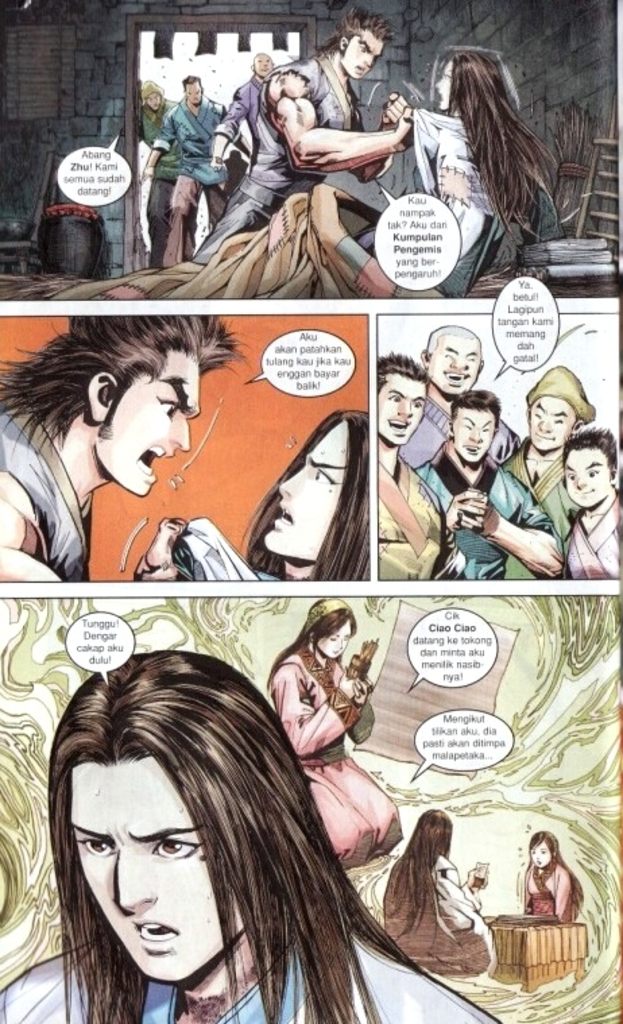 Abang
Zhu! Kami
semua sudah
datang!
Kau
nampak
tak? Aku dari
Kumpulan
Pengemis
yang ber-
pengaruh!
Aku
akan patahkan
tulang kau jika kau
enggan bayar
balik!
Ya,
betul!
Lagipun
tangan kami
memang
dah
gatal!
Tunggu!
Dengar
cakap aku
dulu!
Cik
Ciao Ciao
datang ke tokong
dan minta aku
menilik nasib-
nya!
Mengikut
tilikan aku, dia
pasti akan ditimpa
malapetaka...